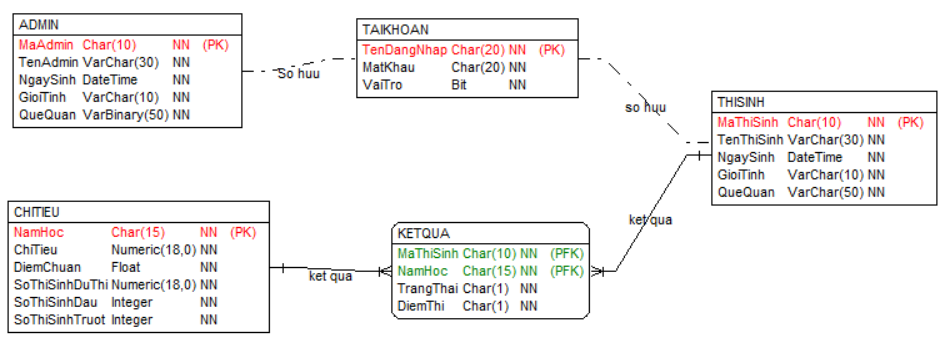 ADMIN
MaAdmin Char(10) NN (PK)
TenAdmin VarChar(30) NN
NgaySinh DateTime NN
GioiTinh VarChar(10) NN
QueQuan VarBinary(50) NN
So huu
TAIKHOAN
TenDangNhap Char(20) NN (PK)
MatKhau Char(20) NN
VaiTro Bit NN
so huu
THISINH
MaThiSinh Char(10) NN (PK)
TenThiSinh VarChar(30) NN
NgaySinh DateTime NN
GioiTinh VarChar(10) NN
QueQuan VarChar(50) NN
ket qua
CHITIEU
NamHoc Char(15) NN (PK)
ChiTieu Numeric(18,0) NN
DiemChuan Float NN
SoThiSinhDuThi Numeric(18,0) NN
SoThiSinhDau Integer NN
SoThiSinhTruot Integer NN
ket qua
KETQUA
MaThiSinh Char(10) NN (PFK)
NamHoc Char(15) NN (PFK)
TrangThai Char(1) NN
DiemThi Char(1) NN